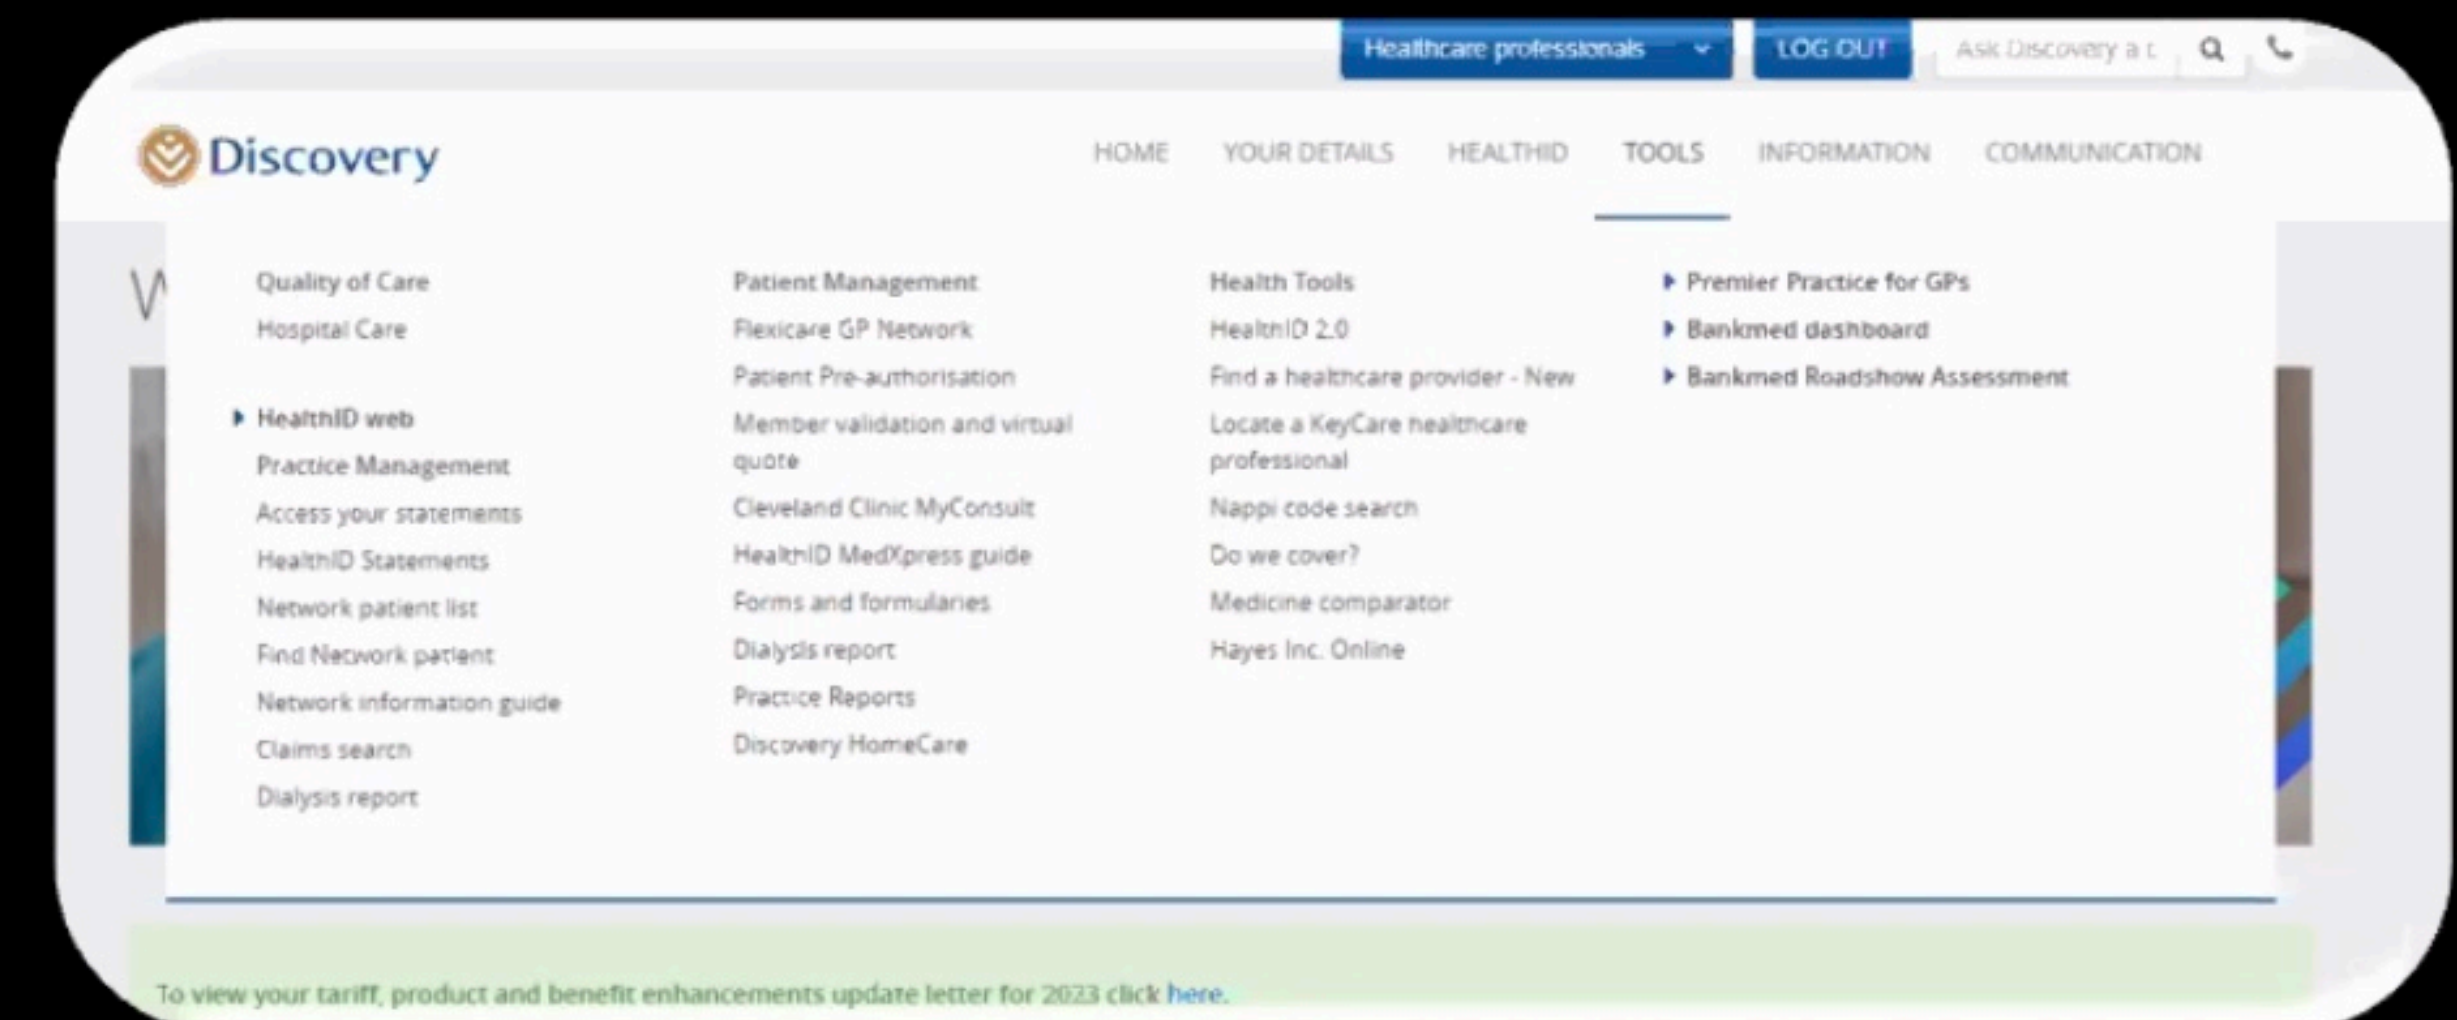 Healthcare professionals
LOG OUT
Ask Discovery a
Discovery
HOME
YOUR DETAILS
HEALTHID
TOOLS
INFORMATION
COMMUNICATION
Quality of Care
Hospital Care
HealthID web
Practice Management
Access your statements
HealthID Statements
Network patient list
Find Network patient
Network information guide
Claims search
Dialysis report
Patient Management
Flexicare GP Network
Patient Pre-authorisation
Member validation and virtual
quote
Cleveland Clinic MyConsult
HealthID MedXpress guide
Forms and formularies
Dialysis report
Practice Reports
Discovery HomeCare
Health Tools
HealthID 2.0
Find a healthcare provider - New
Locate a KeyCare healthcare
professional
Nappi code search
Do we cover?
Medicine comparator
Hayes Inc. Online
Premier Practice for GPs
Bankmed dashboard
Bankmed Roadshow Assessment
To view your tariff, product and benefit enhancements update letter for 2023 click here.